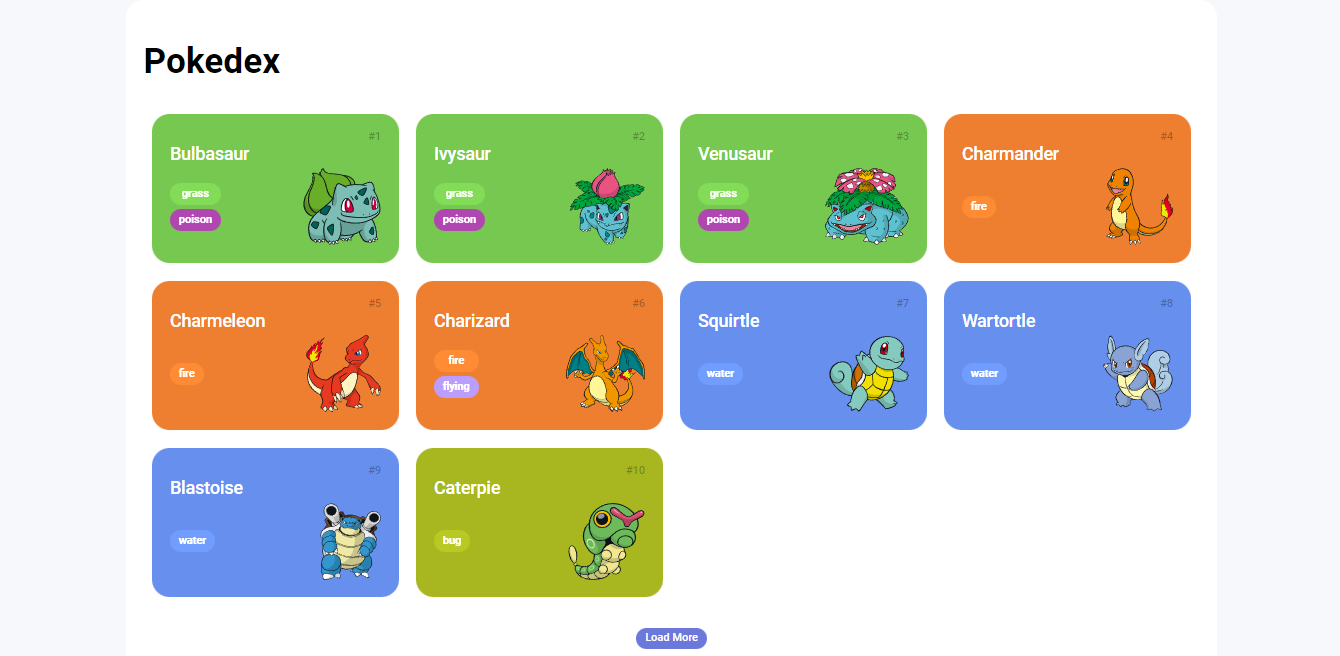 Pokedex
#1
Bulbasaur
grass
poison
#2
Ivysaur
grass
poison
#3
Venusaur
grass
poison
#4
Charmander
fire
#5
Charmeleon
fire
#6
Charizard
fire
flying
#7
Squirtle
water
#8
Wartortle
water
#9
Blastoise
water
#10
Caterpie
bug
Load More